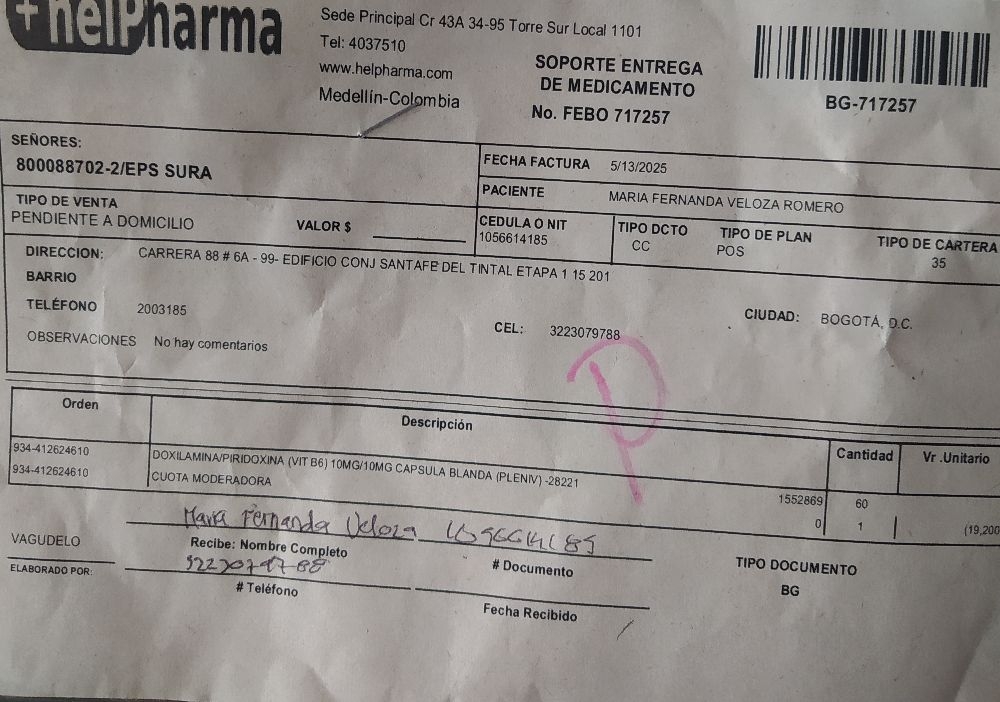 +helPharma
Sede Principal Cr 43A 34-95 Torre Sur Local 1101
Tel: 4037510
www.helpharma.com
Medellín-Colombia
SOPORTE ENTREGA
DE MEDICAMENTO
No. FEBO 717257
BG-717257
SEÑORES:
800088702-2/EPS SURA
FECHA FACTURA 5/13/2025
PACIENTE MARIA FERNANDA VELOZA ROMERO
TIPO DE VENTA
PENDIENTE A DOMICILIO
VALOR $
CEDULA O NIT
1056614185
TIPO DCTO
CC
TIPO DE PLAN
POS
TIPO DE CARTERA
35
DIRECCION: CARRERA 88 # 6A - 99- EDIFICIO CONJ SANTAFE DEL TINTAL ETAPA 1 15 201
BARRIO
TELÉFONO 2003185
CEL: 3223079788
CIUDAD: BOGOTÁ, D.C.
OBSERVACIONES No hay comentarios
P
Orden Descripción Cantidad Vr .Unitario
934-412624610 DOXILAMINA/PIRIDOXINA (VIT B6) 10MG/10MG CAPSULA BLANDA (PLENIV) -28221 1552869 60
934-412624610 CUOTA MODERADORA 0 1 (19,200
Maria Fernanda Veloza
VAGUDELO
Recibe: Nombre Completo
# Documento
ELABORADO POR:
# Teléfono
Fecha Recibido
TIPO DOCUMENTO
BG